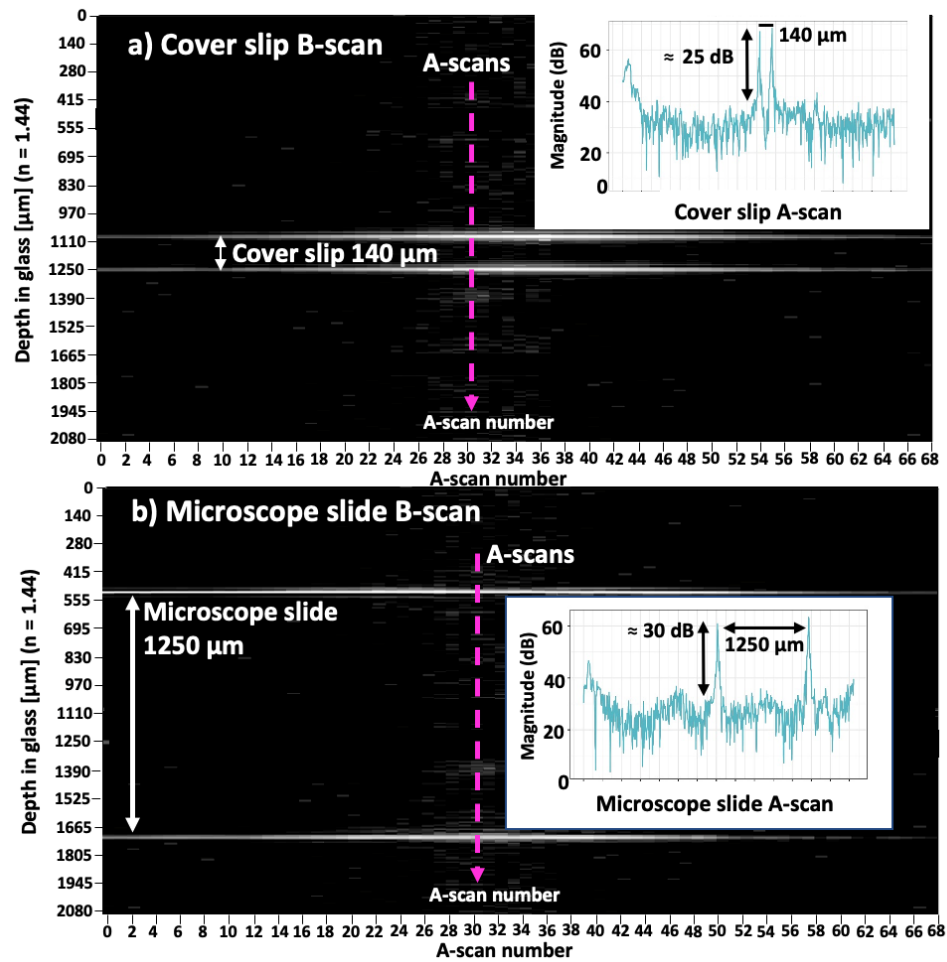 a) Cover slip B-scan
Depth in glass [µm] (n = 1.44)
0
140
280
415
555
695
830
970
1110
1250
1390
1525
1665
1805
1945
2080
A-scans
Cover slip 140 µm
A-scan number
0 2 4 6 8 10 12 14 16 18 20 22 24 26 28 30 32 34 36 38 40 42 44 46 48 50 52 54 56 58 60 62 64 66 68
A-scan number
Magnitude (dB)
60
40
20
0
≈ 25 dB
140 µm
Cover slip A-scan
b) Microscope slide B-scan
Depth in glass [µm] (n = 1.44)
0
140
280
415
555
695
830
970
1110
1250
1390
1525
1665
1805
1945
2080
A-scans
Microscope slide
1250 µm
A-scan number
0 2 4 6 8 10 12 14 16 18 20 22 24 26 28 30 32 34 36 38 40 42 44 46 48 50 52 54 56 58 60 62 64 66 68
A-scan number
Magnitude (dB)
60
40
20
0
≈ 30 dB
1250 µm
Microscope slide A-scan